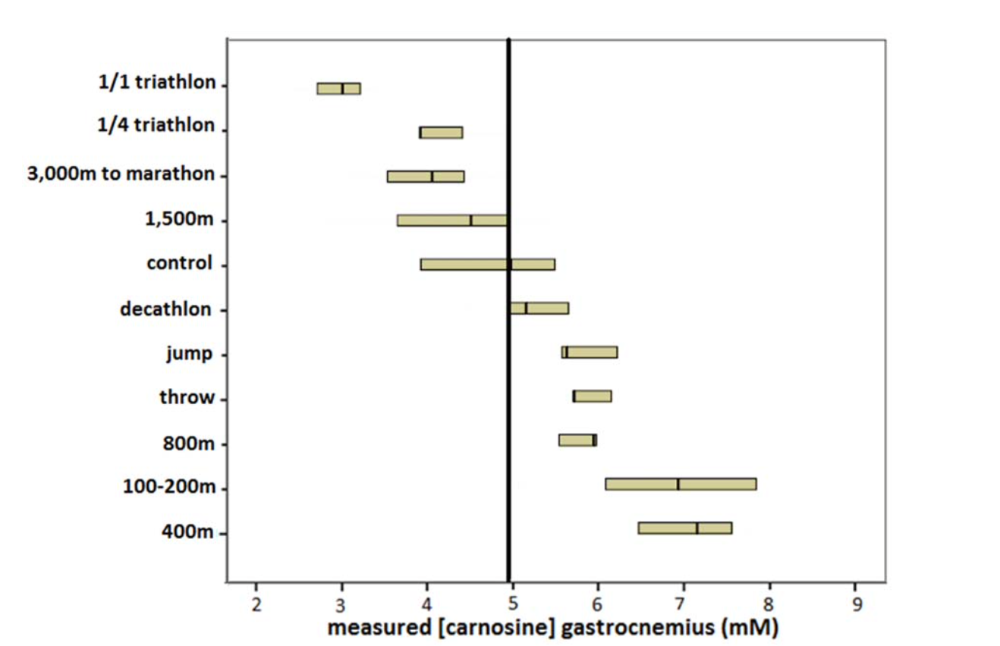 1/1 triathlon
1/4 triathlon
3,000m to marathon
1,500m
control
decathlon
jump
throw
800m
100-200m
400m
2 3 4 5 6 7 8 9
measured [carnosine] gastrocnemius (mM)